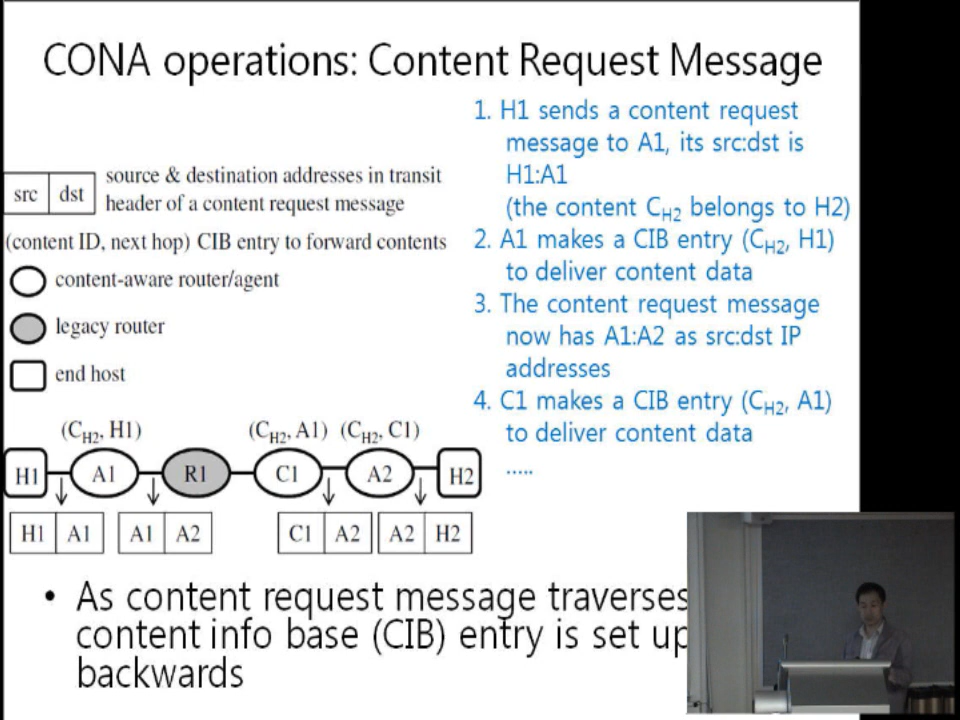 CONA operations: Content Request Message
src dst source & destination addresses in transit
header of a content request message
(content ID, next hop) CIB entry to forward contents
content-aware router/agent
legacy router
end host
1. H1 sends a content request
message to A1, its src:dst is
H1:A1
(the content CH2 belongs to H2)
2. A1 makes a CIB entry (CH2, H1)
to deliver content data
3. The content request message
now has A1:A2 as src:dst IP
addresses
4. C1 makes a CIB entry (CH2, A1)
to deliver content data
.....
(CH2, H1) (CH2, A1) (CH2, C1)
H1 A1 R1 C1 A2 H2
H1 A1 A1 A2 C1 A2 A2 H2
• As content request message traverses
content info base (CIB) entry is set up
backwards